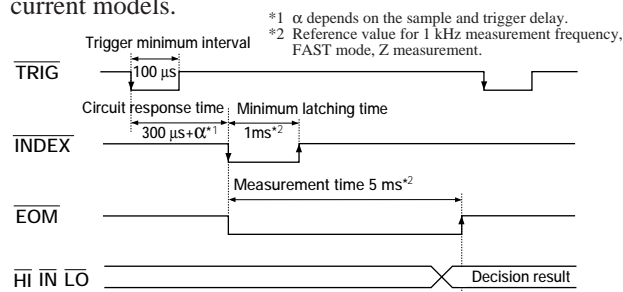 current models.
*1 α depends on the sample and trigger delay.
*2 Reference value for 1 kHz measurement frequency,
FAST mode, Z measurement.
Trigger minimum interval
TRIG
100 µs
Circuit response time
Minimum latching time
INDEX
300 µs+α*1
1ms*2
Measurement time 5 ms*2
EOM
HI IN LO
Decision result